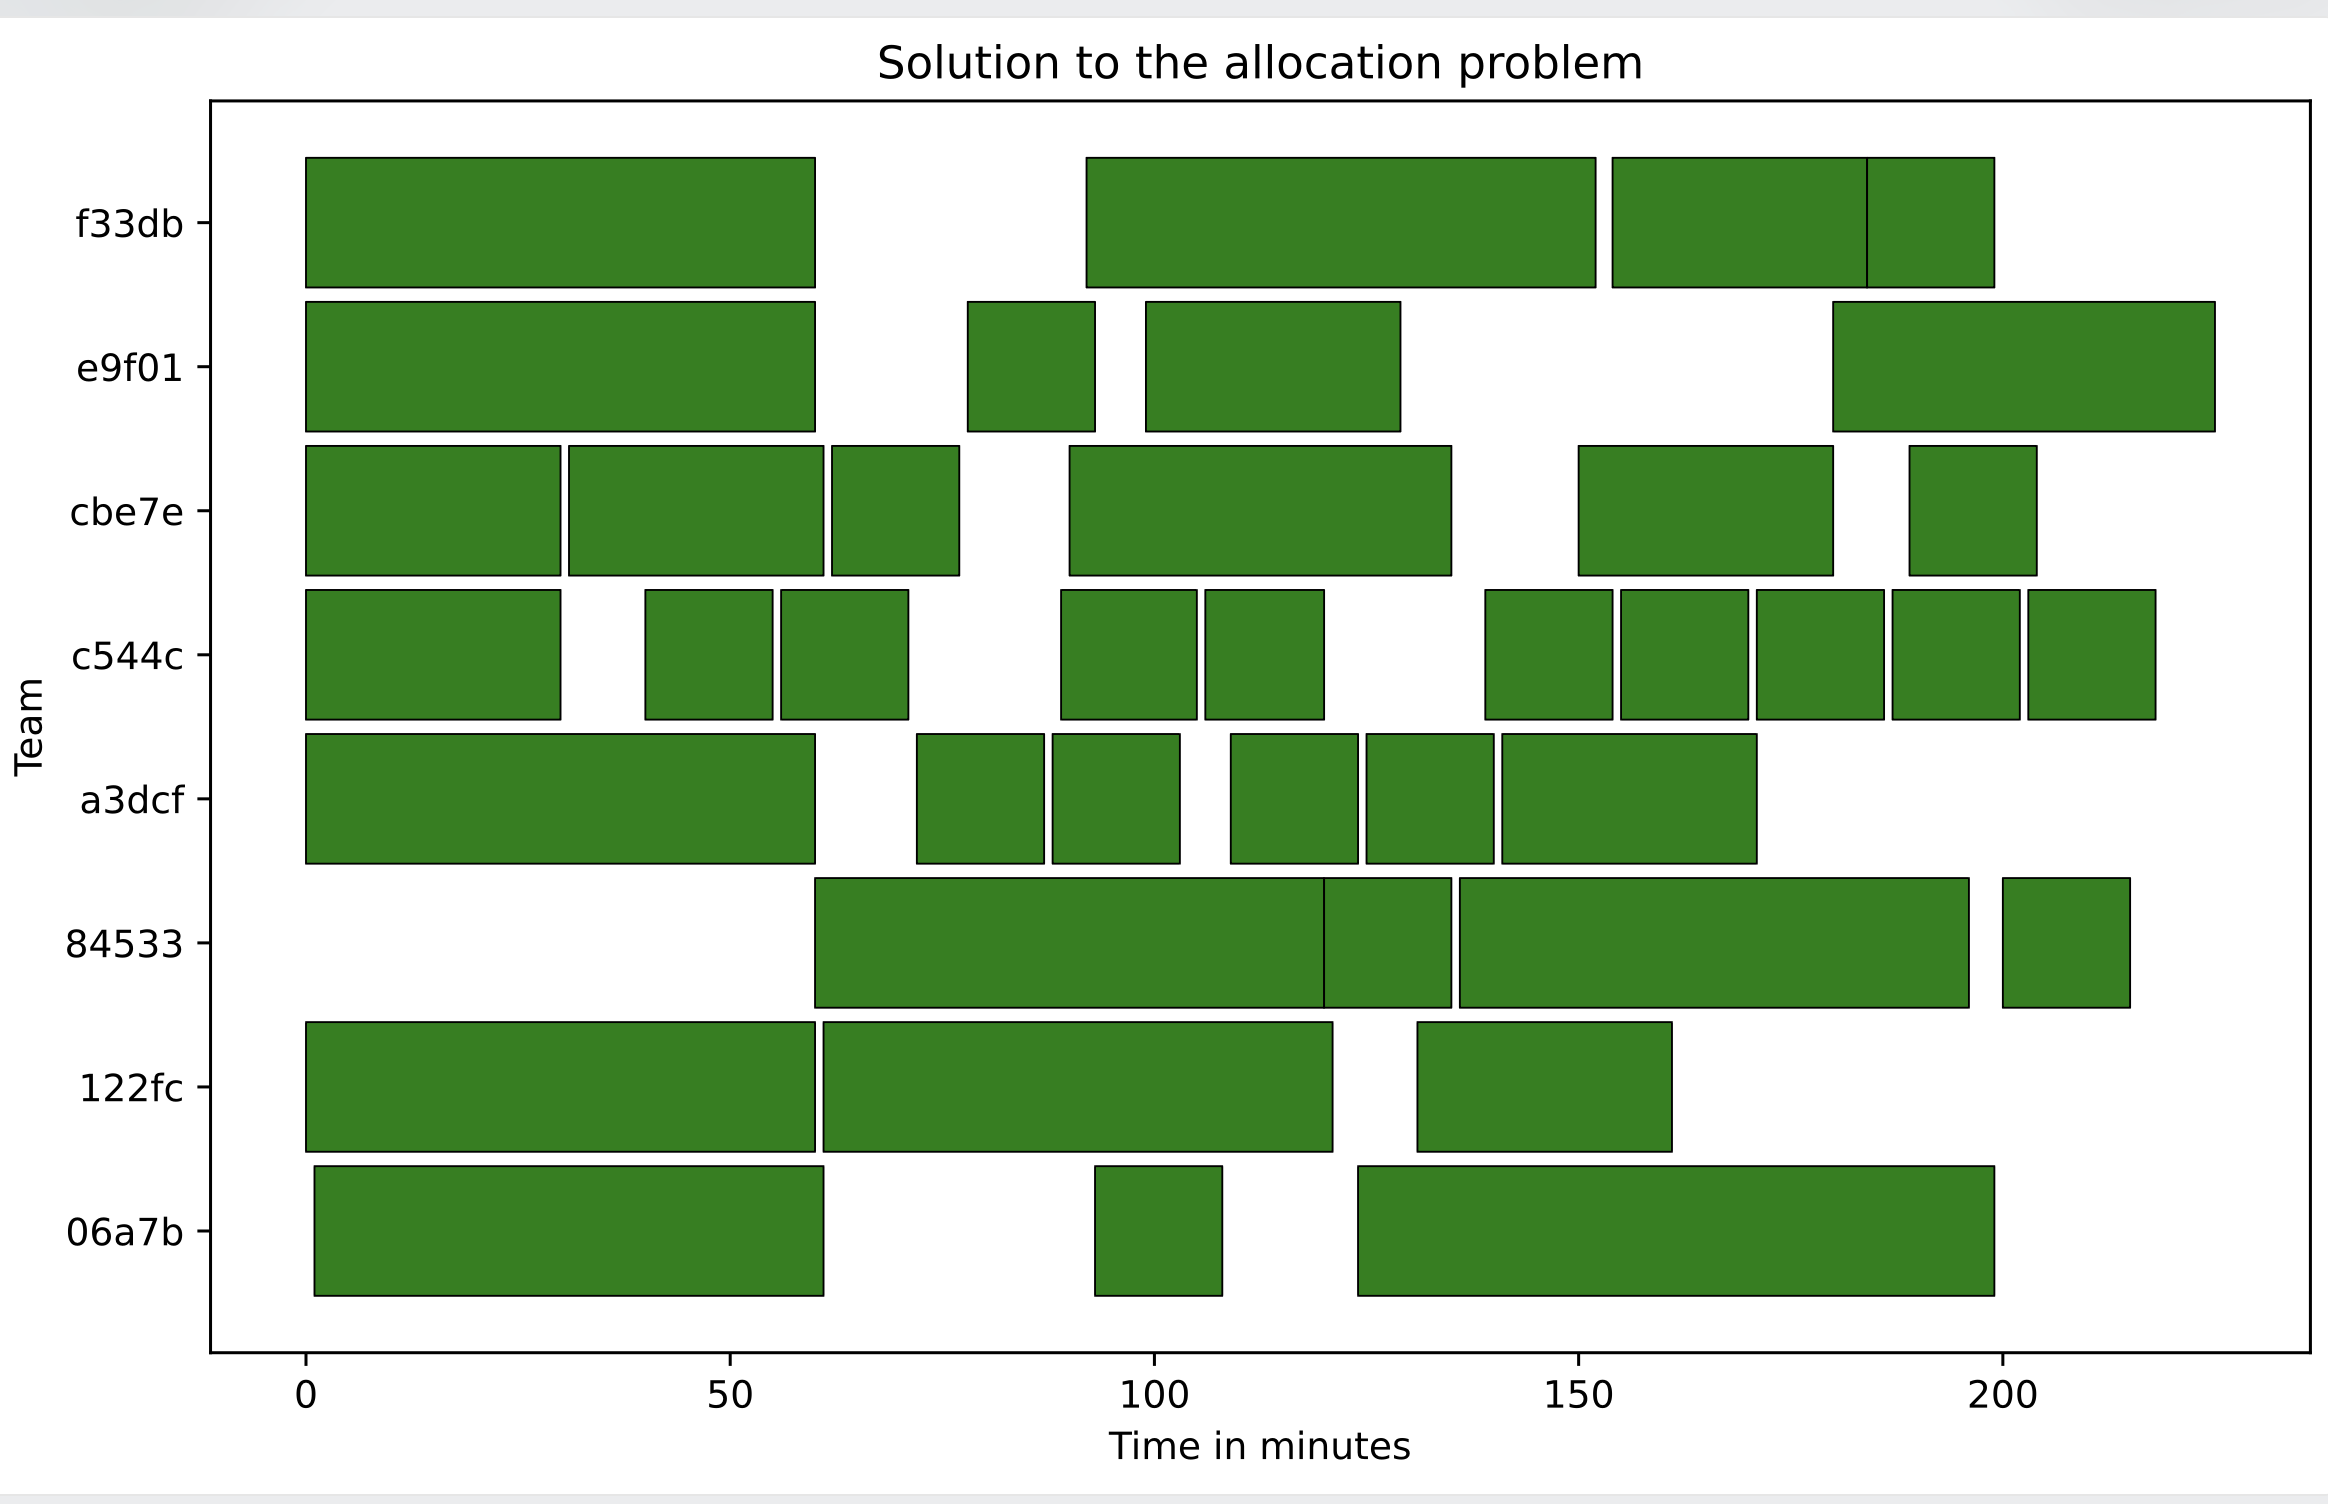 Solution to the allocation problem
f33db
e9f01
cbe7e
c544c
a3dcf
84533
122fc
06a7b
Team
0 50 100 150 200
Time in minutes